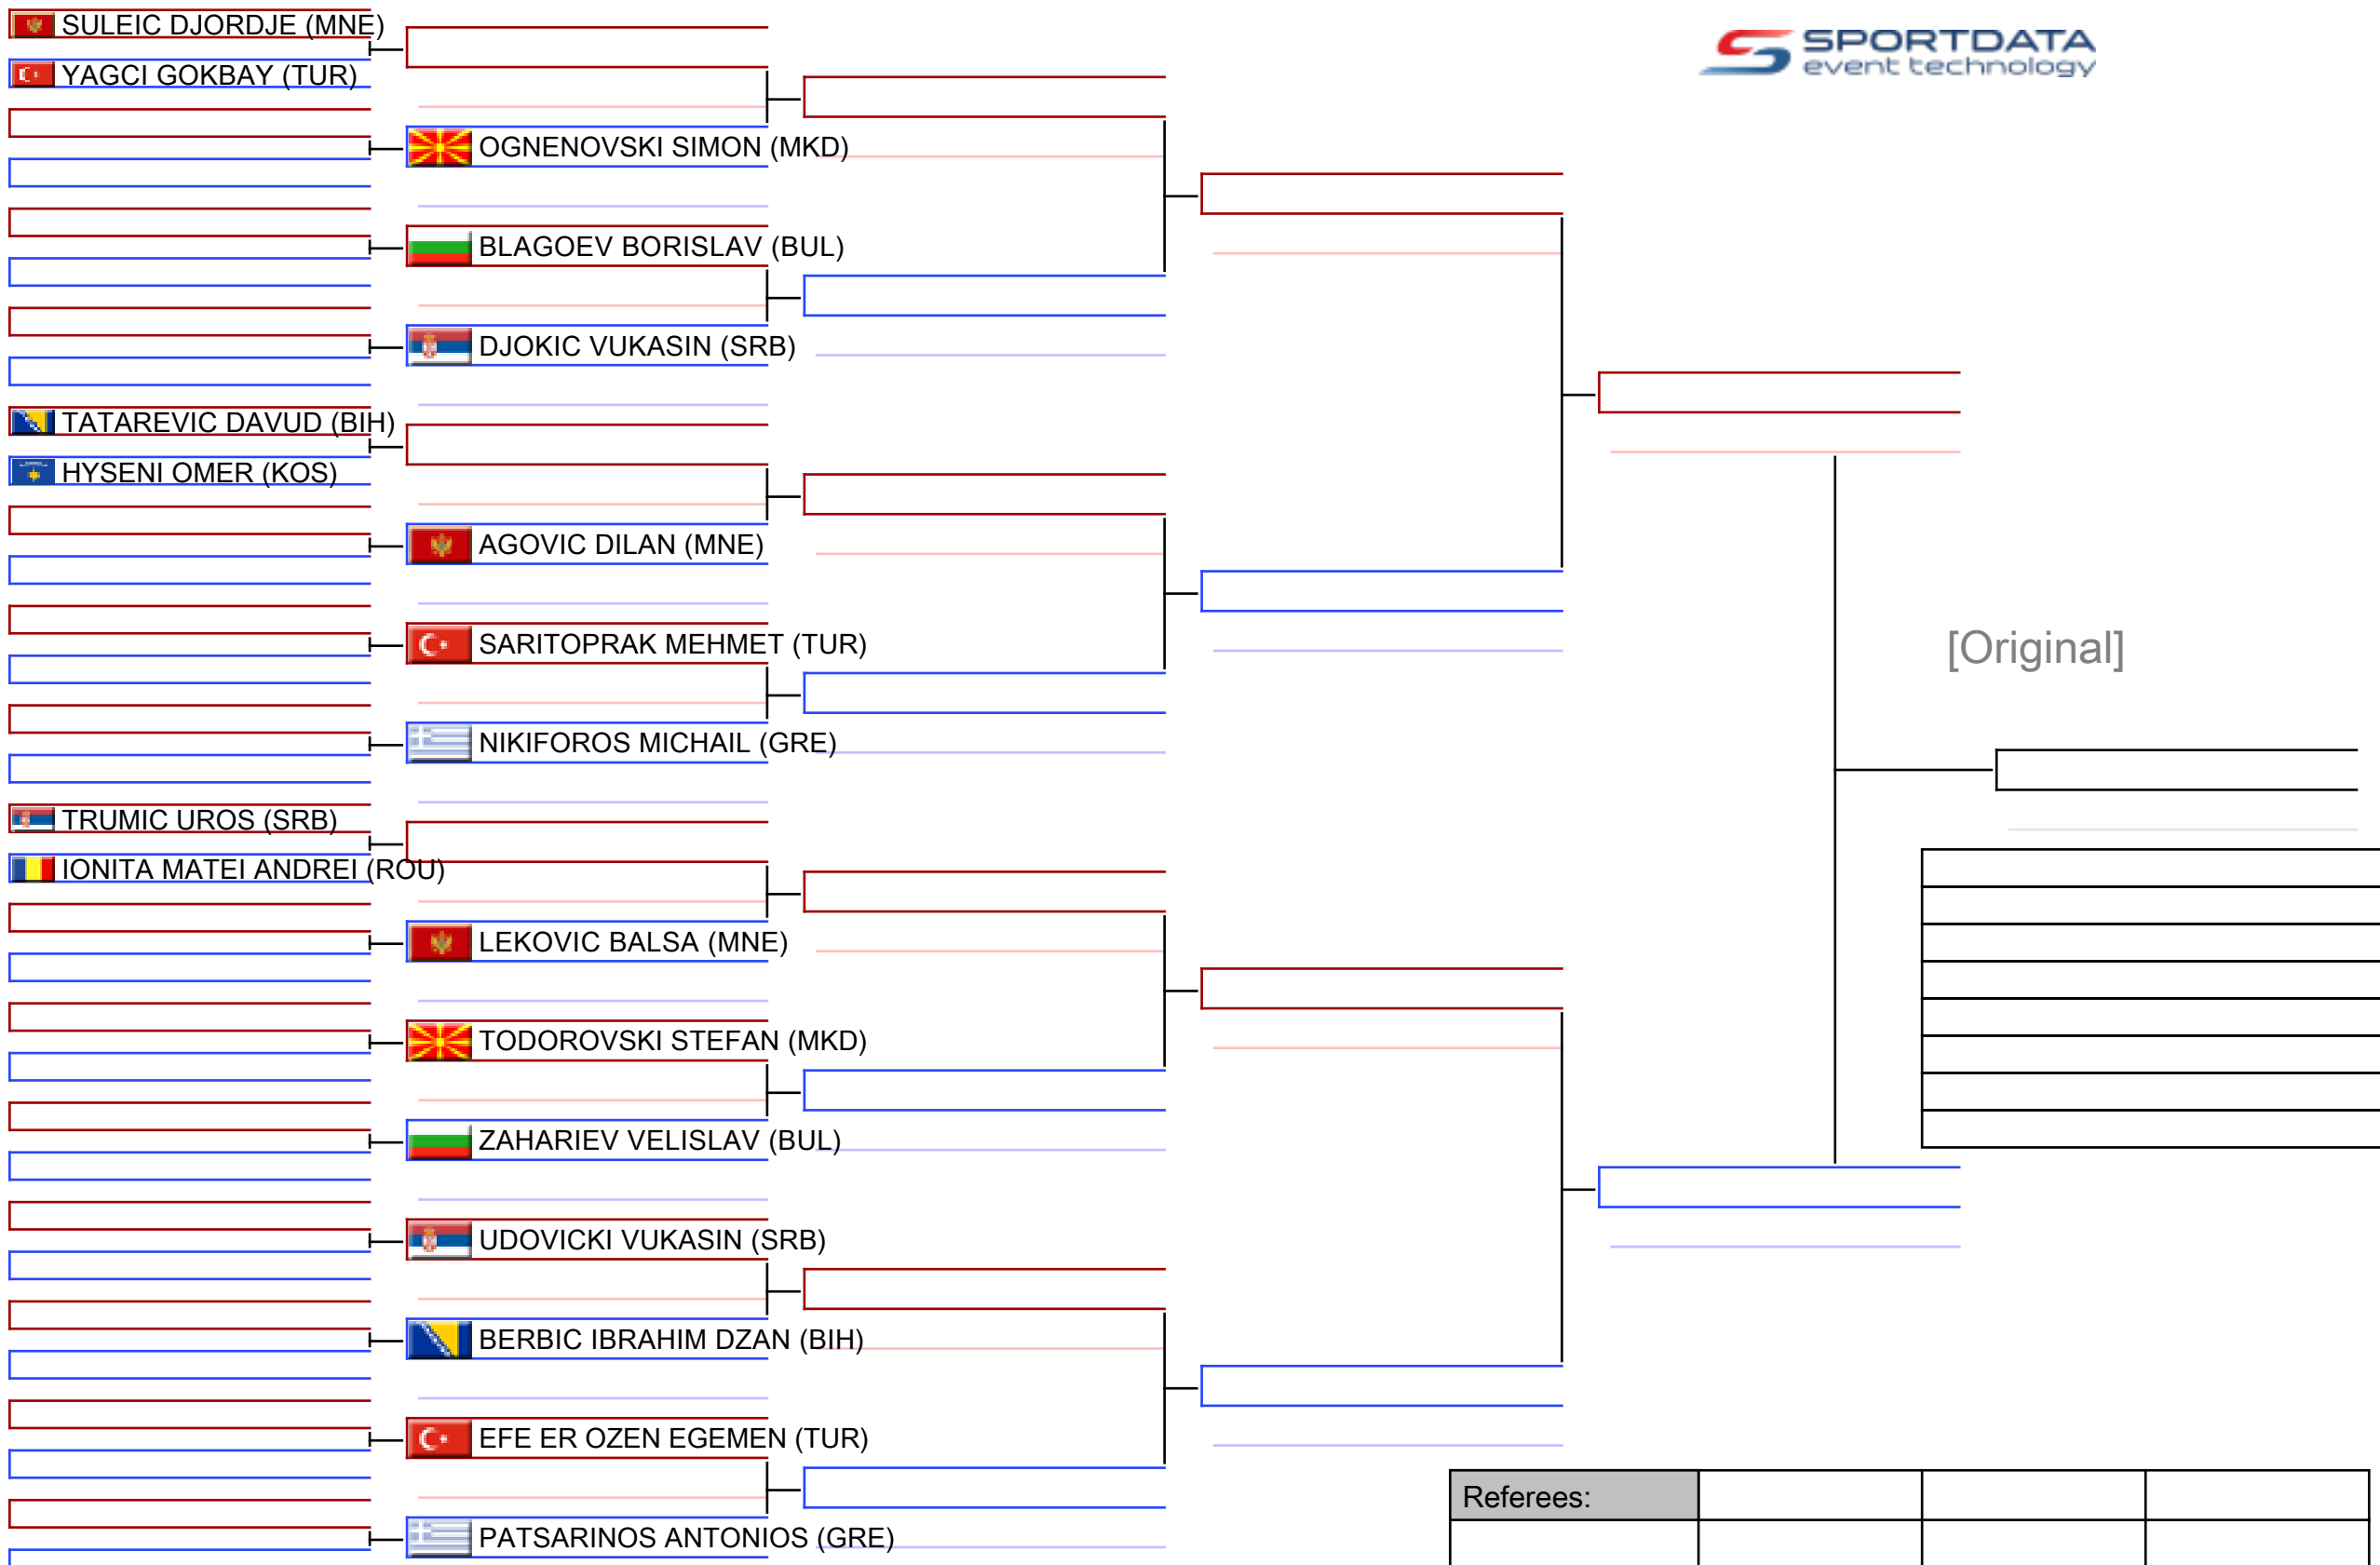 SULEIC DJORDJE (MNE)
YAGCI GOKBAY (TUR)
SPORTDATA
event technology
OGNENOVSKI SIMON (MKD)
BLAGOEV BORISLAV (BUL)
DJOKIC VUKASIN (SRB)
TATAREVIC DAVUD (BIH)
HYSENI OMER (KOS)
AGOVIC DILAN (MNE)
SARITOPRAK MEHMET (TUR)
[Original]
NIKIFOROS MICHAIL (GRE)
TRUMIC UROS (SRB)
IONITA MATEI ANDREI (ROU)
LEKOVIC BALSA (MNE)
TODOROVSKI STEFAN (MKD)
ZAHARIEV VELISLAV (BUL)
UDOVICKI VUKASIN (SRB)
BERBIC IBRAHIM DZAN (BIH)
EFE ER OZEN EGEMEN (TUR)
Referees:
PATSARINOS ANTONIOS (GRE)